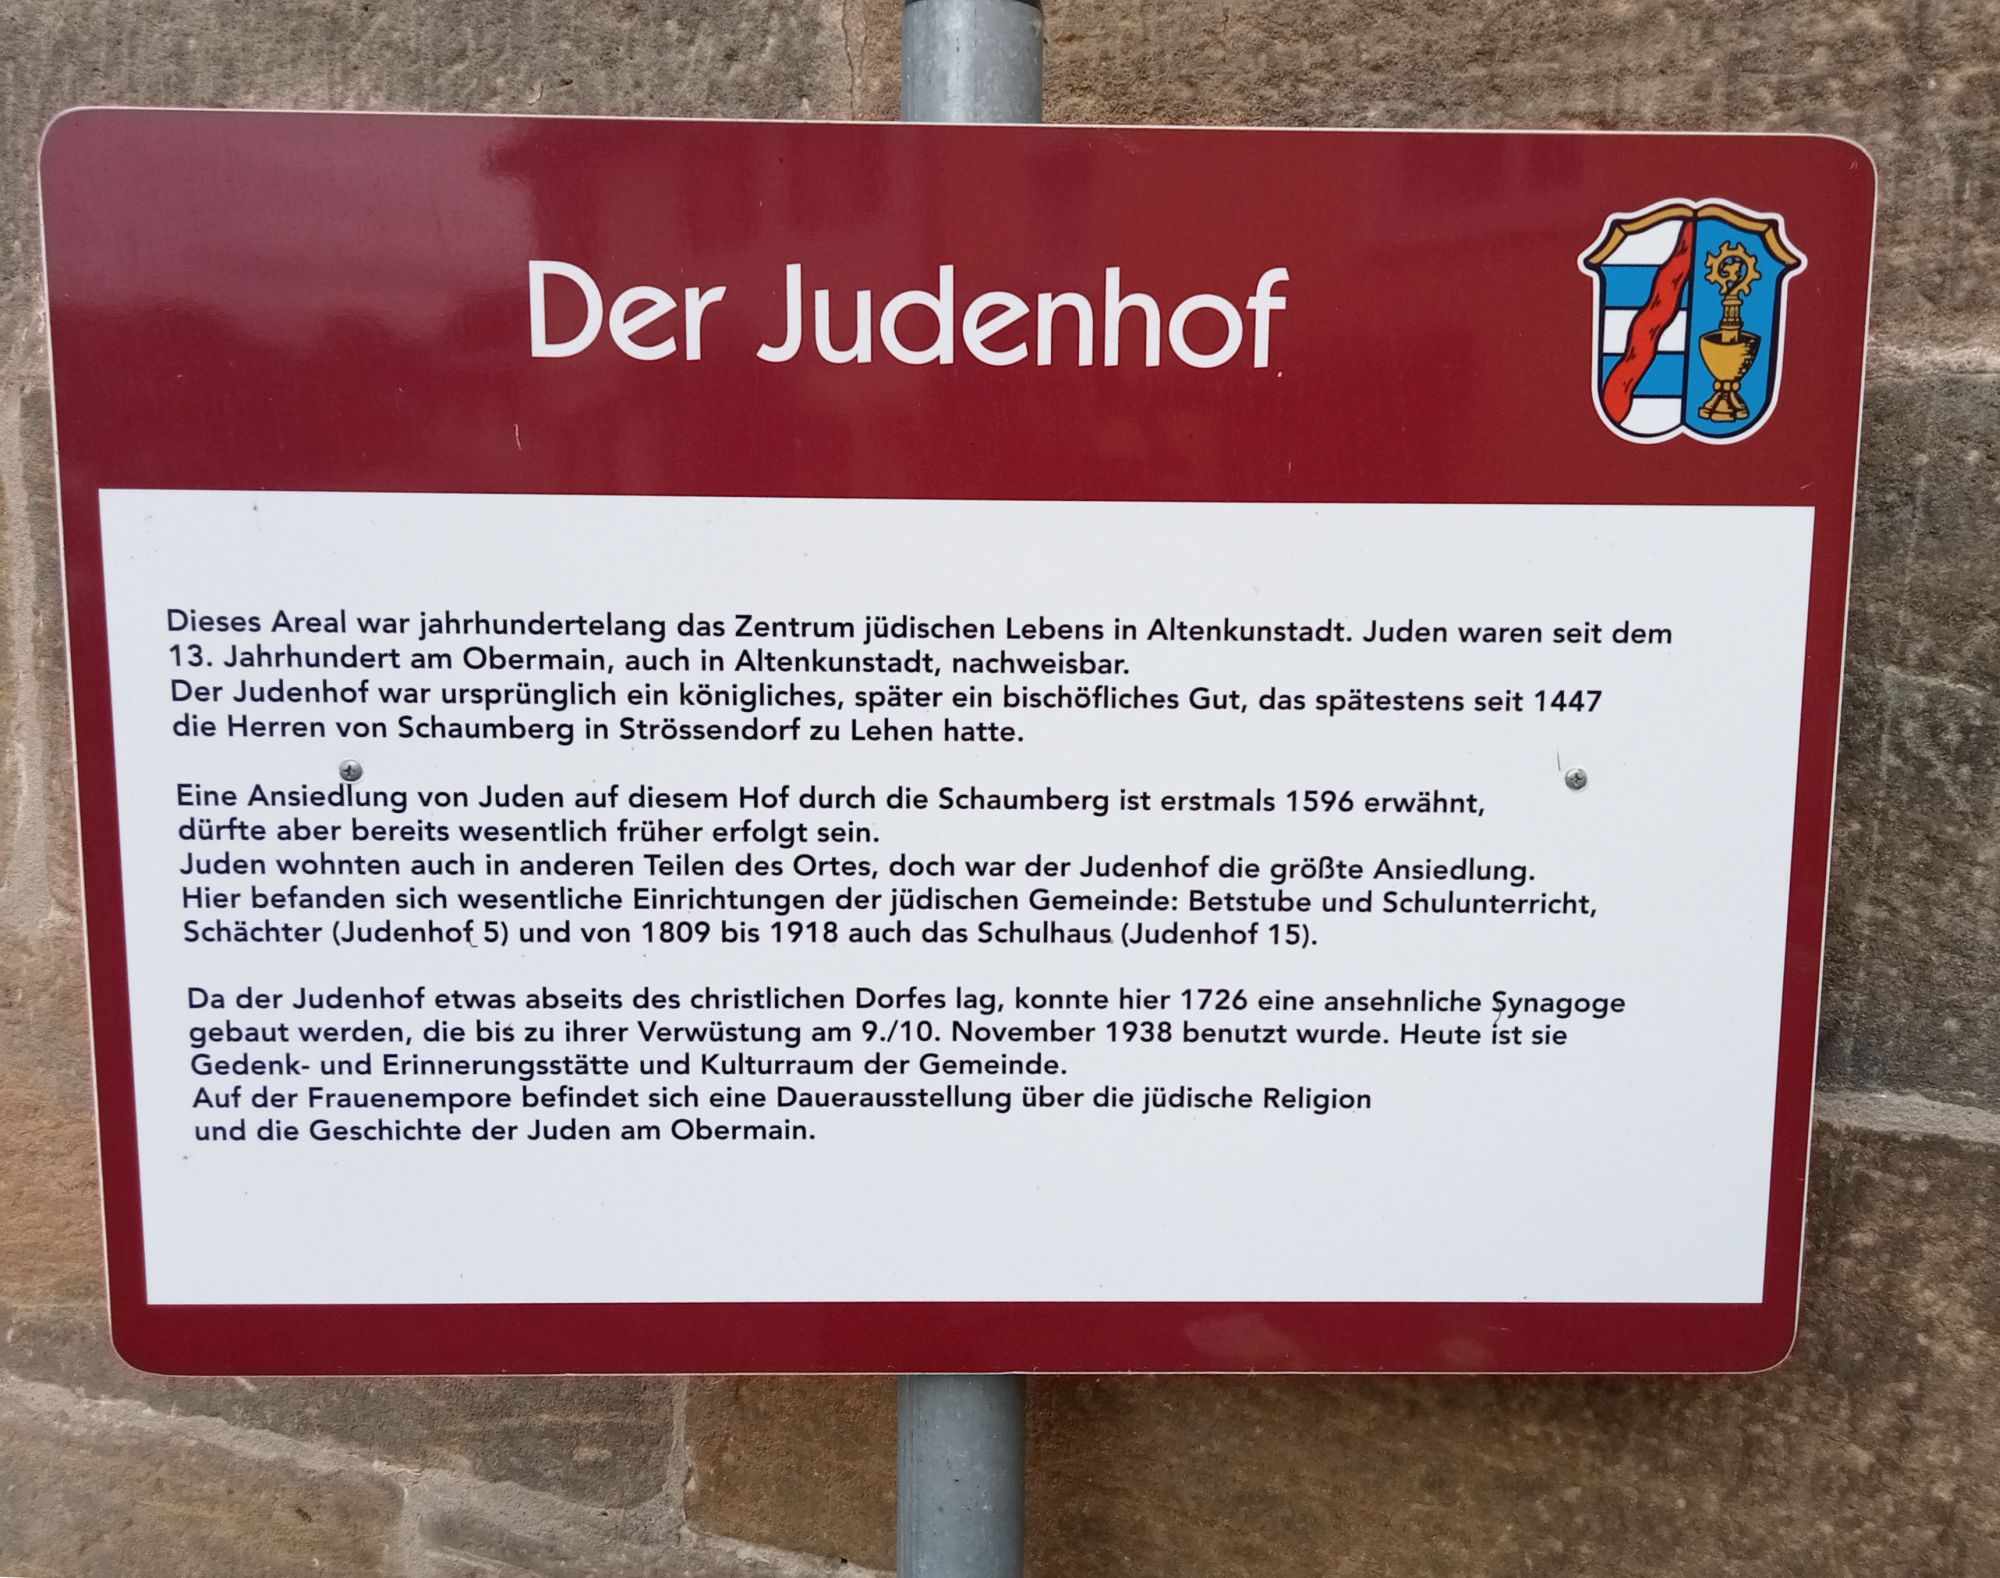 Der Judenhof
Dieses Areal war jahrhundertelang das Zentrum jüdischen Lebens in Altenkunstadt. Juden waren seit dem
13. Jahrhundert am Obermain, auch in Altenkunstadt, nachweisbar.
Der Judenhof war ursprünglich ein königliches, später ein bischöfliches Gut, das spätestens seit 1447
die Herren von Schaumberg in Strössendorf zu Lehen hatte.
Eine Ansiedlung von Juden auf diesem Hof durch die Schaumberg ist erstmals 1596 erwähnt,
dürfte aber bereits wesentlich früher erfolgt sein.
Juden wohnten auch in anderen Teilen des Ortes, doch war der Judenhof die größte Ansiedlung.
Hier befanden sich wesentliche Einrichtungen der jüdischen Gemeinde: Betstube und Schulunterricht,
Schächter (Judenhof 5) und von 1809 bis 1918 auch das Schulhaus (Judenhof 15).
Da der Judenhof etwas abseits des christlichen Dorfes lag, konnte hier 1726 eine ansehnliche Synagoge
gebaut werden, die bis zu ihrer Verwüstung am 9./10. November 1938 benutzt wurde. Heute ist sie
Gedenk- und Erinnerungsstätte und Kulturraum der Gemeinde.
Auf der Frauenempore befindet sich eine Dauerausstellung über die jüdische Religion
und die Geschichte der Juden am Obermain.